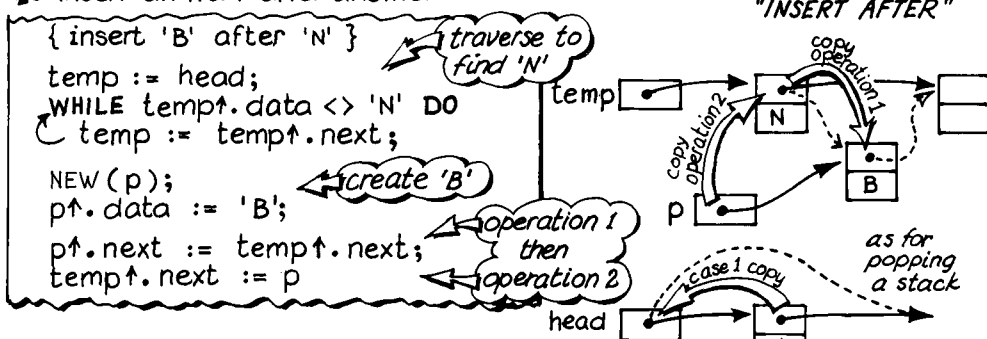 "INSERT AFTER"
{ insert 'B' after 'N' }
temp := head;
WHILE temp↑.data <> 'N' DO
temp := temp↑.next;
NEW (p);
p↑.data := 'B';
p↑.next := temp↑.next;
temp↑.next := p
traverse to
find 'N'
create 'B'
operation 1
then
operation 2
temp
N
B
p
copy
operation 1
copy
operation 2
head
case 1 copy
as for
popping
a stack